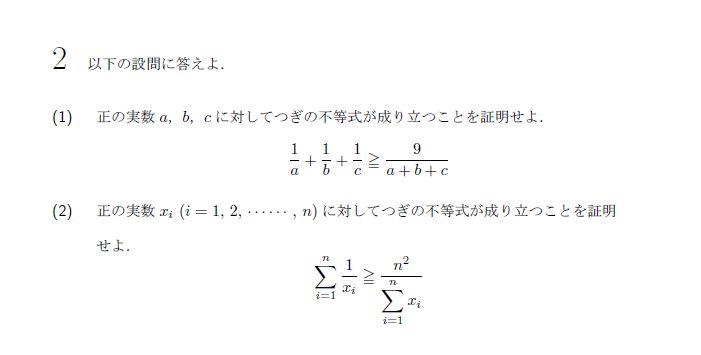 2 以下の設問に答えよ.
(1) 正の実数 a, b, c に対してつぎの不等式が成り立つことを証明せよ.
\frac{1}{a} + \frac{1}{b} + \frac{1}{c} ≧ \frac{9}{a+b+c}
(2) 正の実数 x_i (i = 1, 2, ⋯⋯, n) に対してつぎの不等式が成り立つことを証明
せよ.
\sum_{i=1}^{n} \frac{1}{x_i} ≧ \frac{n^2}{\sum_{i=1}^{n} x_i}